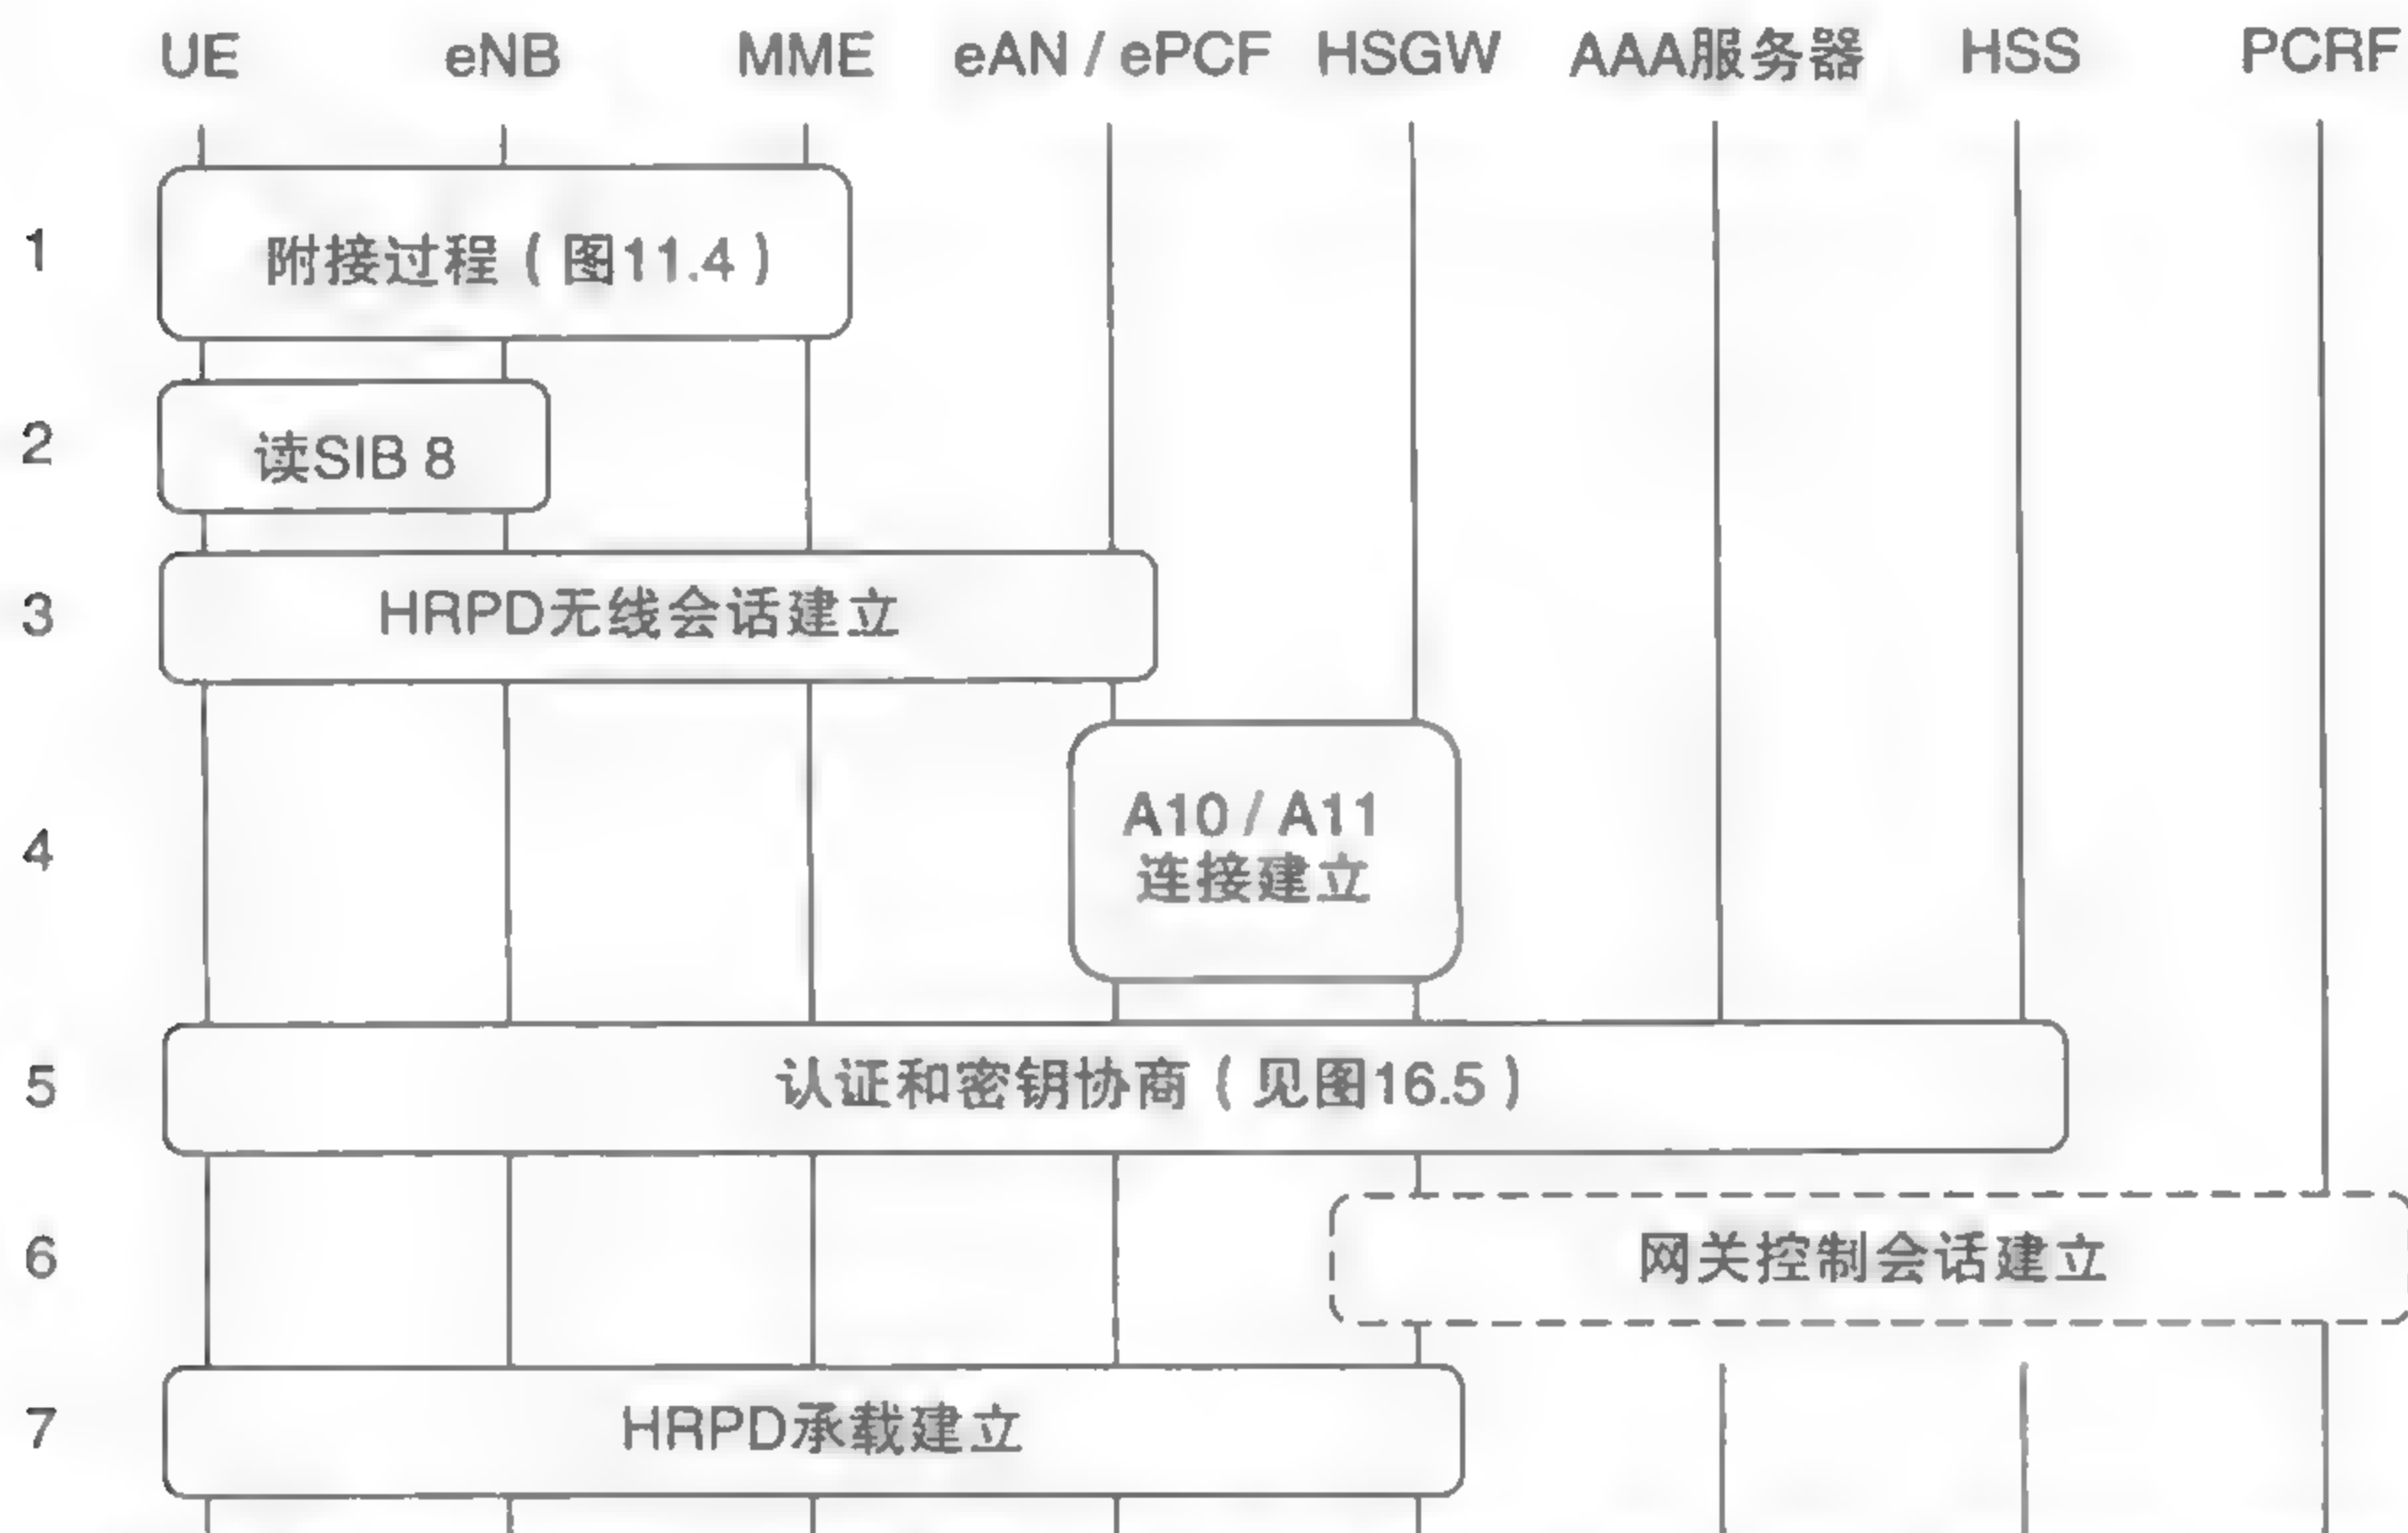 UE eNB MME eAN / ePCF HSGW AAA服务器 HSS PCRF
1 附接过程（图11.4）
2 读SIB 8
3 HRPD无线会话建立
4 A10 / A11
连接建立
5 认证和密钥协商（见图16.5）
6 网关控制会话建立
7 HRPD承载建立